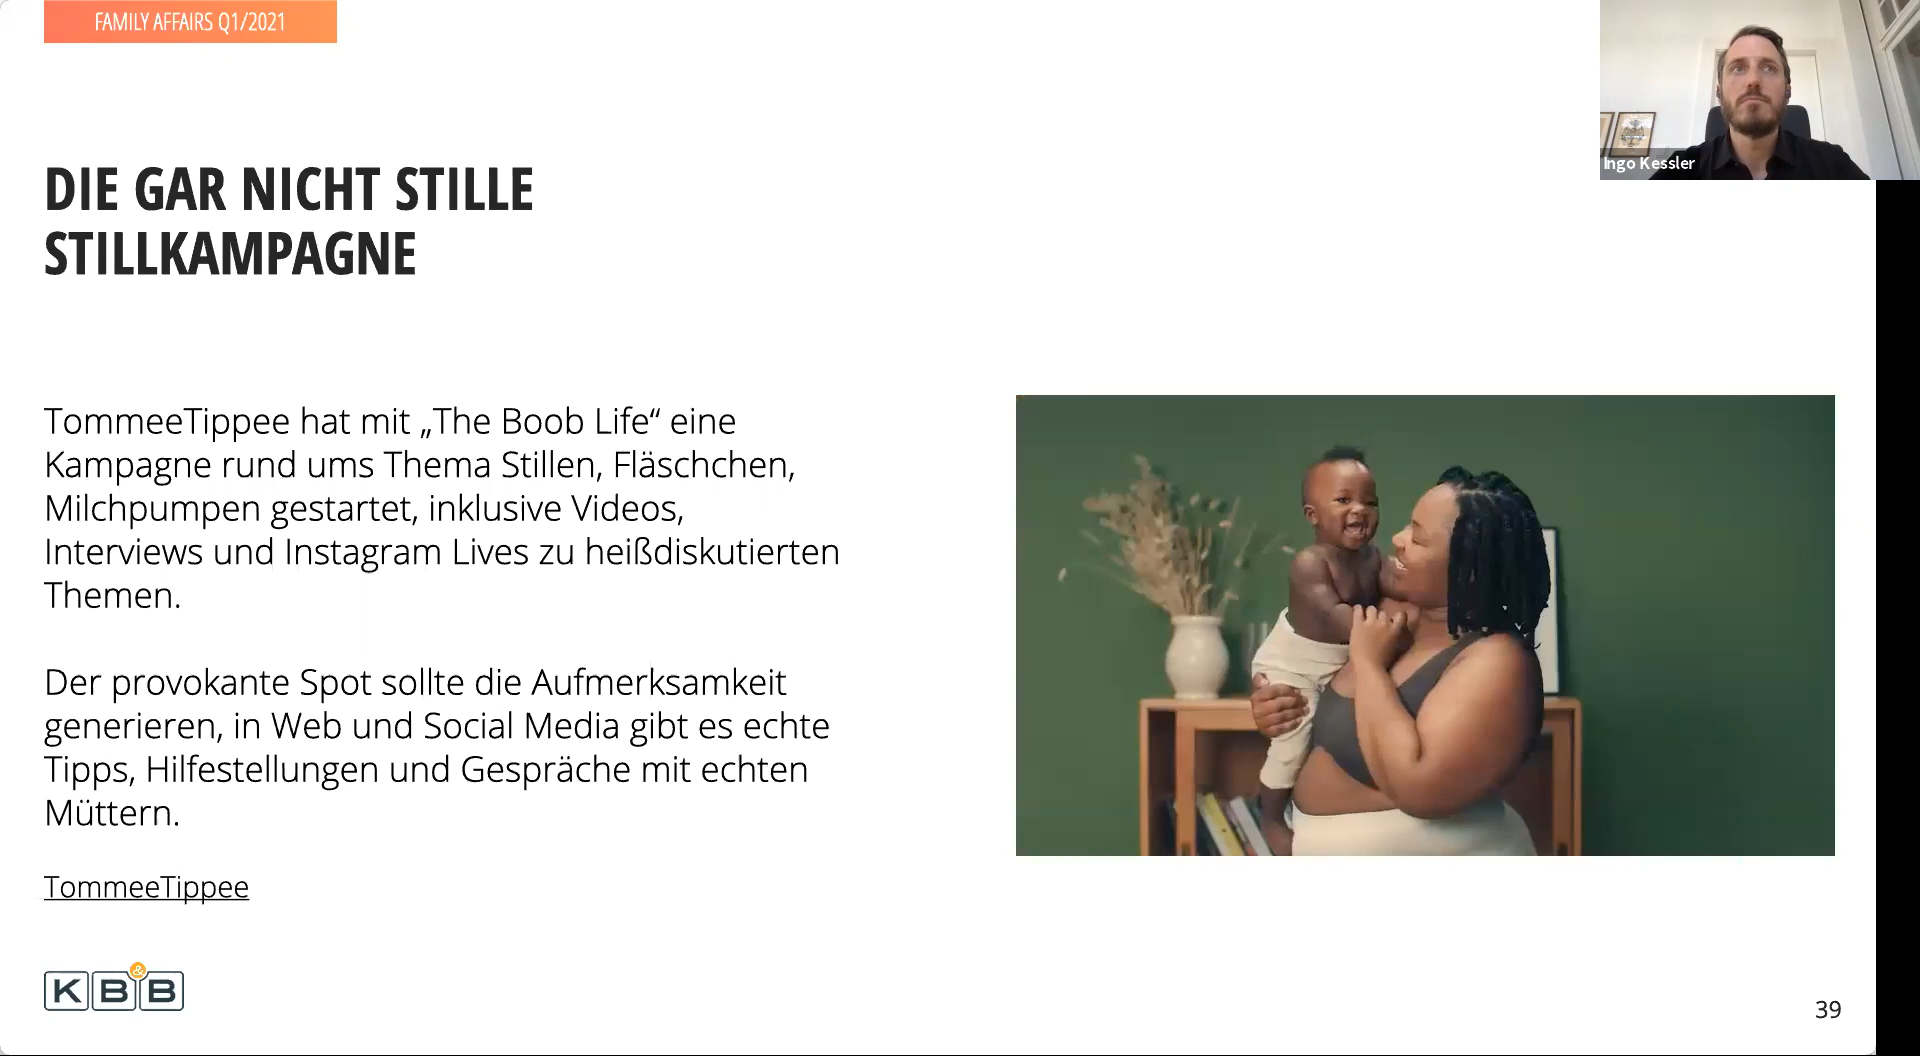 FAMILY AFFAIRS Q1/2021
Ingo Kessler
DIE GAR NICHT STILLE
STILLKAMPAGNE
TommeeTippee hat mit „The Boob Life“ eine
Kampagne rund ums Thema Stillen, Fläschchen,
Milchpumpen gestartet, inklusive Videos,
Interviews und Instagram Lives zu heißdiskutierten
Themen.
Der provokante Spot sollte die Aufmerksamkeit
generieren, in Web und Social Media gibt es echte
Tipps, Hilfestellungen und Gespräche mit echten
Müttern.
TommeeTippee
KB&B
39